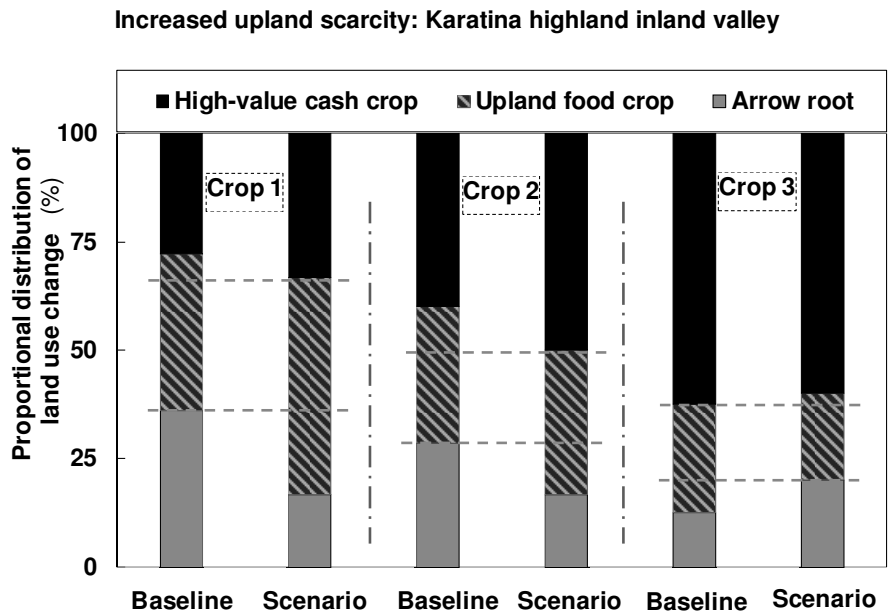 Increased upland scarcity: Karatina highland inland valley
High-value cash crop Upland food crop Arrow root
Proportional distribution of
land use change (%)
100
75
50
25
0
Crop 1
Crop 2
Crop 3
Baseline Scenario Baseline Scenario Baseline Scenario